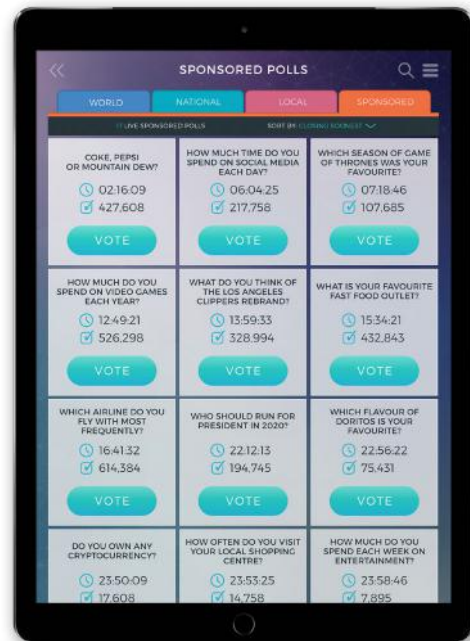 SPONSORED POLLS
WORLD
NATIONAL
LOCAL
SPONSORED
17 LIVE SPONSORED POLLS
SORT BY: CLOSING SOONEST
COKE, PEPSI
OR MOUNTAIN DEW?
02:16:09
427,608
VOTE
HOW MUCH TIME DO YOU
SPEND ON SOCIAL MEDIA
EACH DAY?
06:04:25
217,758
VOTE
WHICH SEASON OF GAME
OF THRONES WAS YOUR
FAVOURITE?
07:18:46
107,685
VOTE
HOW MUCH DO YOU
SPEND ON VIDEO GAMES
EACH YEAR?
12:49:21
526,298
VOTE
WHAT DO YOU THINK OF
THE LOS ANGELES
CLIPPERS REBRAND?
13:59:33
328,994
VOTE
WHAT IS YOUR FAVOURITE
FAST FOOD OUTLET?
15:34:21
432,843
VOTE
WHICH AIRLINE DO YOU
FLY WITH MOST
FREQUENTLY?
16:41:32
614,384
VOTE
WHO SHOULD RUN FOR
PRESIDENT IN 2020?
22:12:13
194,745
VOTE
WHICH FLAVOUR OF
DORITOS IS YOUR
FAVOURITE?
22:56:22
75,431
VOTE
DO YOU OWN ANY
CRYPTOCURRENCY?
23:50:09
17,608
HOW OFTEN DO YOU VISIT
YOUR LOCAL SHOPPING
CENTRE?
23:53:25
14,758
HOW MUCH DO YOU
SPEND EACH WEEK ON
ENTERTAINMENT?
23:58:46
7,895